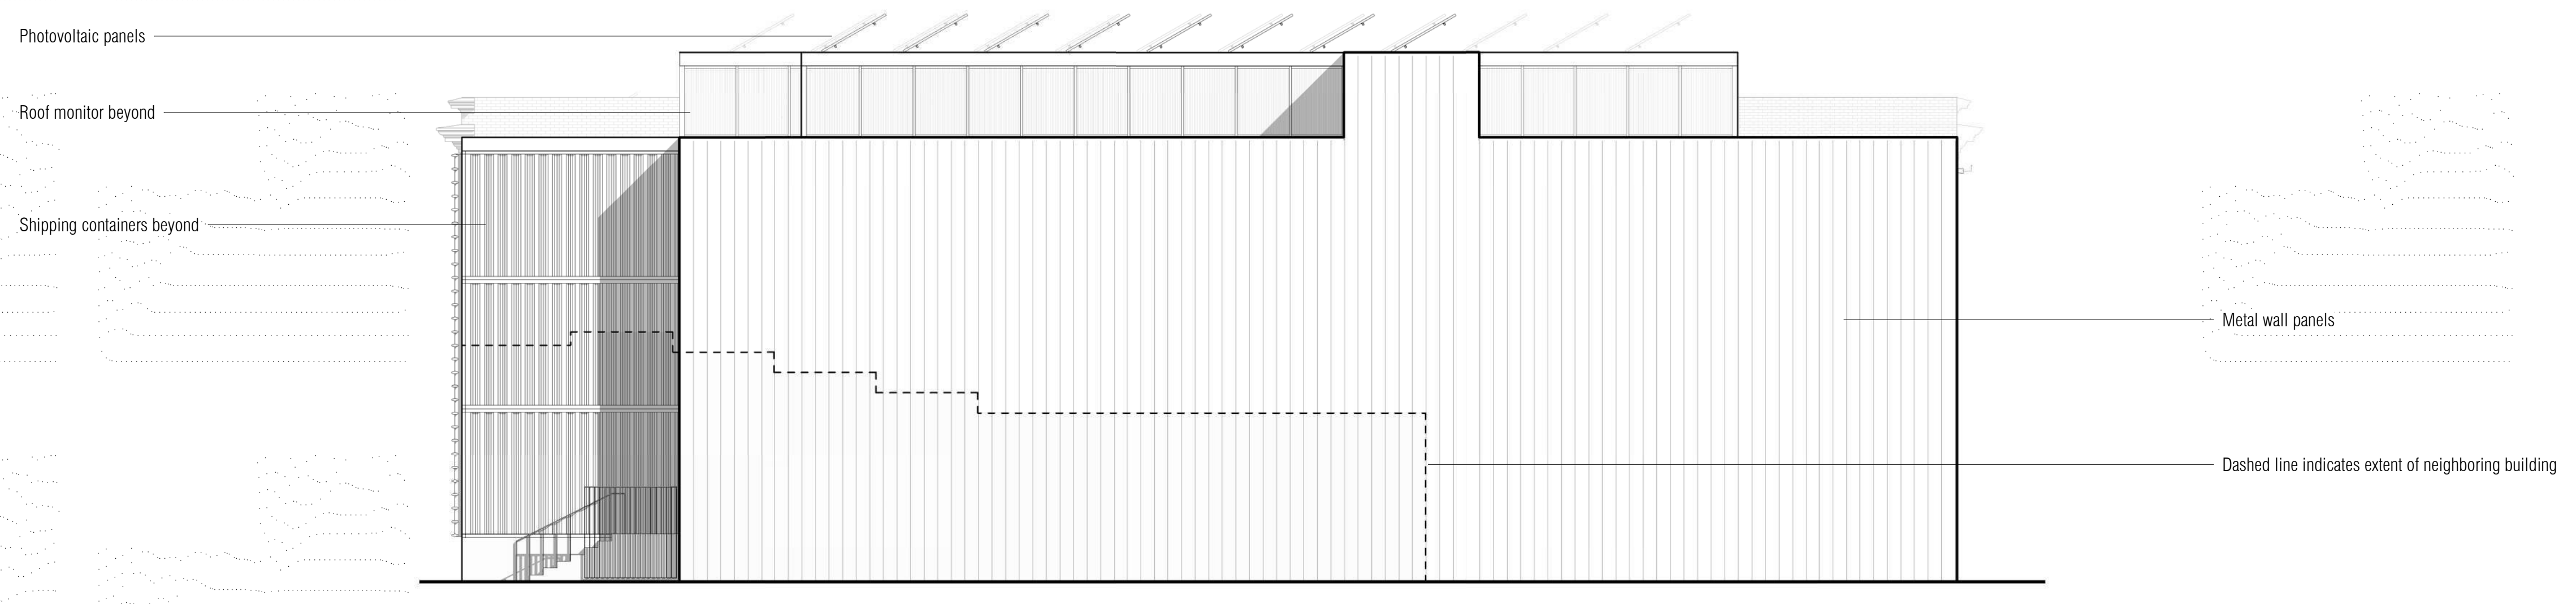 Photovoltaic panels
Roof monitor beyond
Shipping containers beyond
Metal wall panels
Dashed line indicates extent of neighboring building